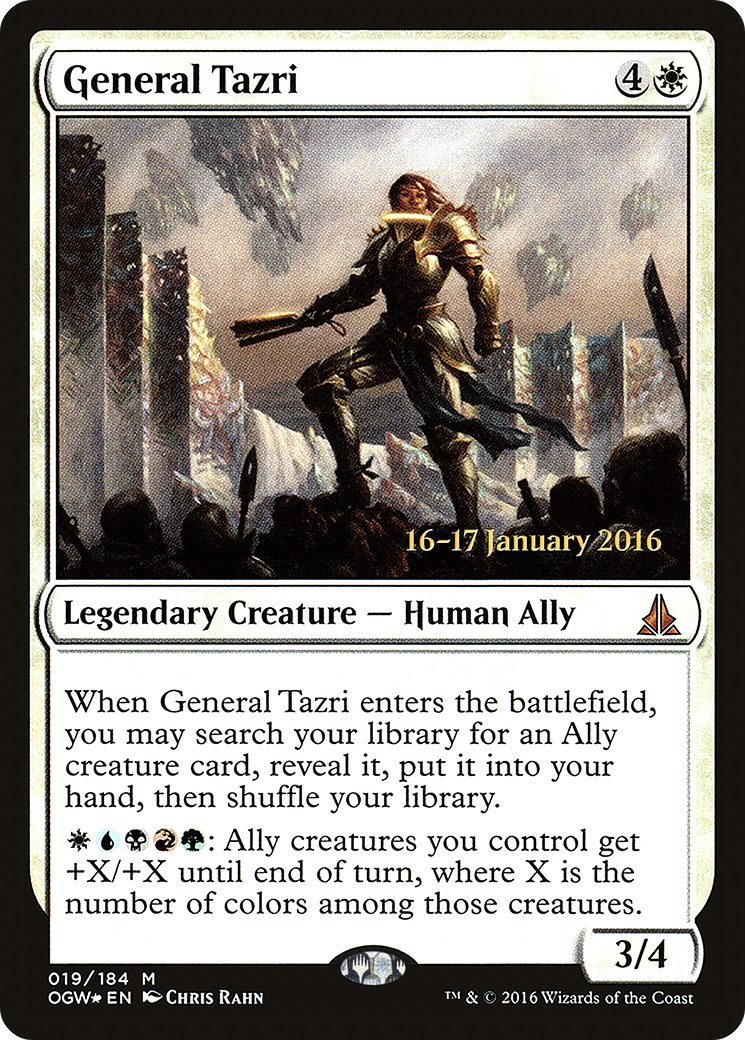 General Tazri 4
16–17 January 2016
Legendary Creature — Human Ally
When General Tazri enters the battlefield,
you may search your library for an Ally
creature card, reveal it, put it into your
hand, then shuffle your library.
: Ally creatures you control get
+X/+X until end of turn, where X is the
number of colors among those creatures.
3/4
019/184 M
OGW★EN Chris Rahn
™ & © 2016 Wizards of the Coast